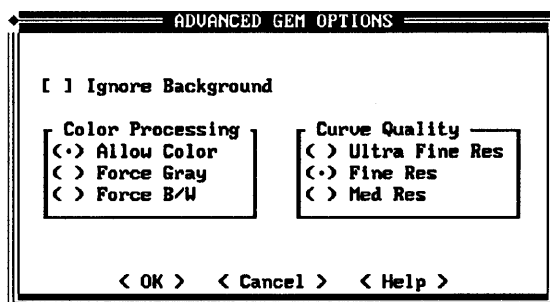 ADVANCED GEM OPTIONS
[ ] Ignore Background
Color Processing
(·) Allow Color
( ) Force Gray
( ) Force B/W
Curve Quality
( ) Ultra Fine Res
(·) Fine Res
( ) Med Res
< OK > < Cancel > < Help >